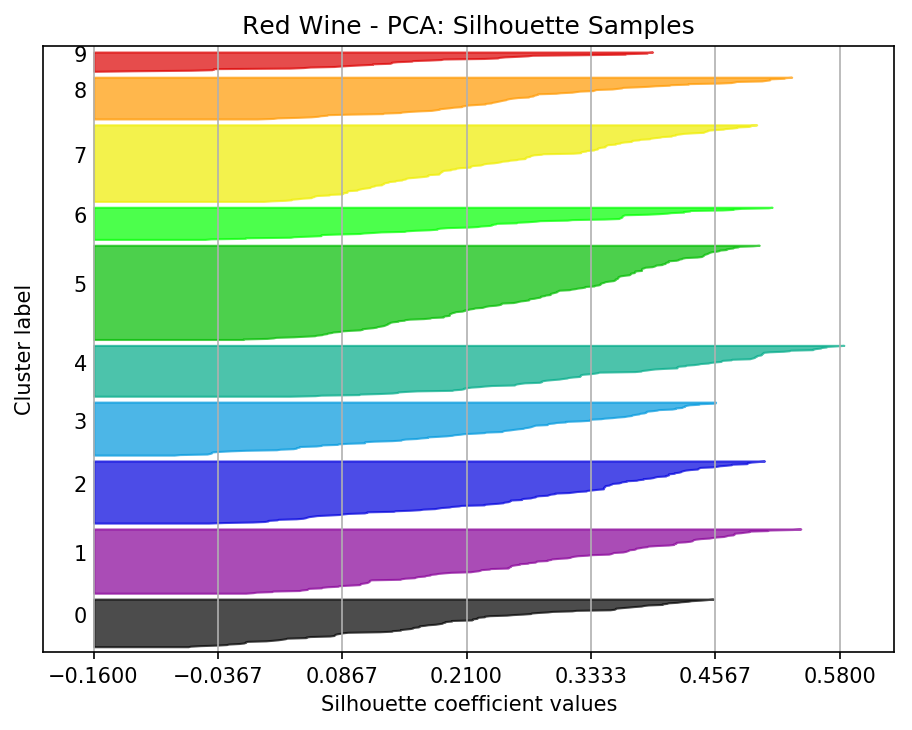 Red Wine - PCA: Silhouette Samples
9
8
7
6
5
4
3
2
1
0
Cluster label
−0.1600 −0.0367 0.0867 0.2100 0.3333 0.4567 0.5800
Silhouette coefficient values